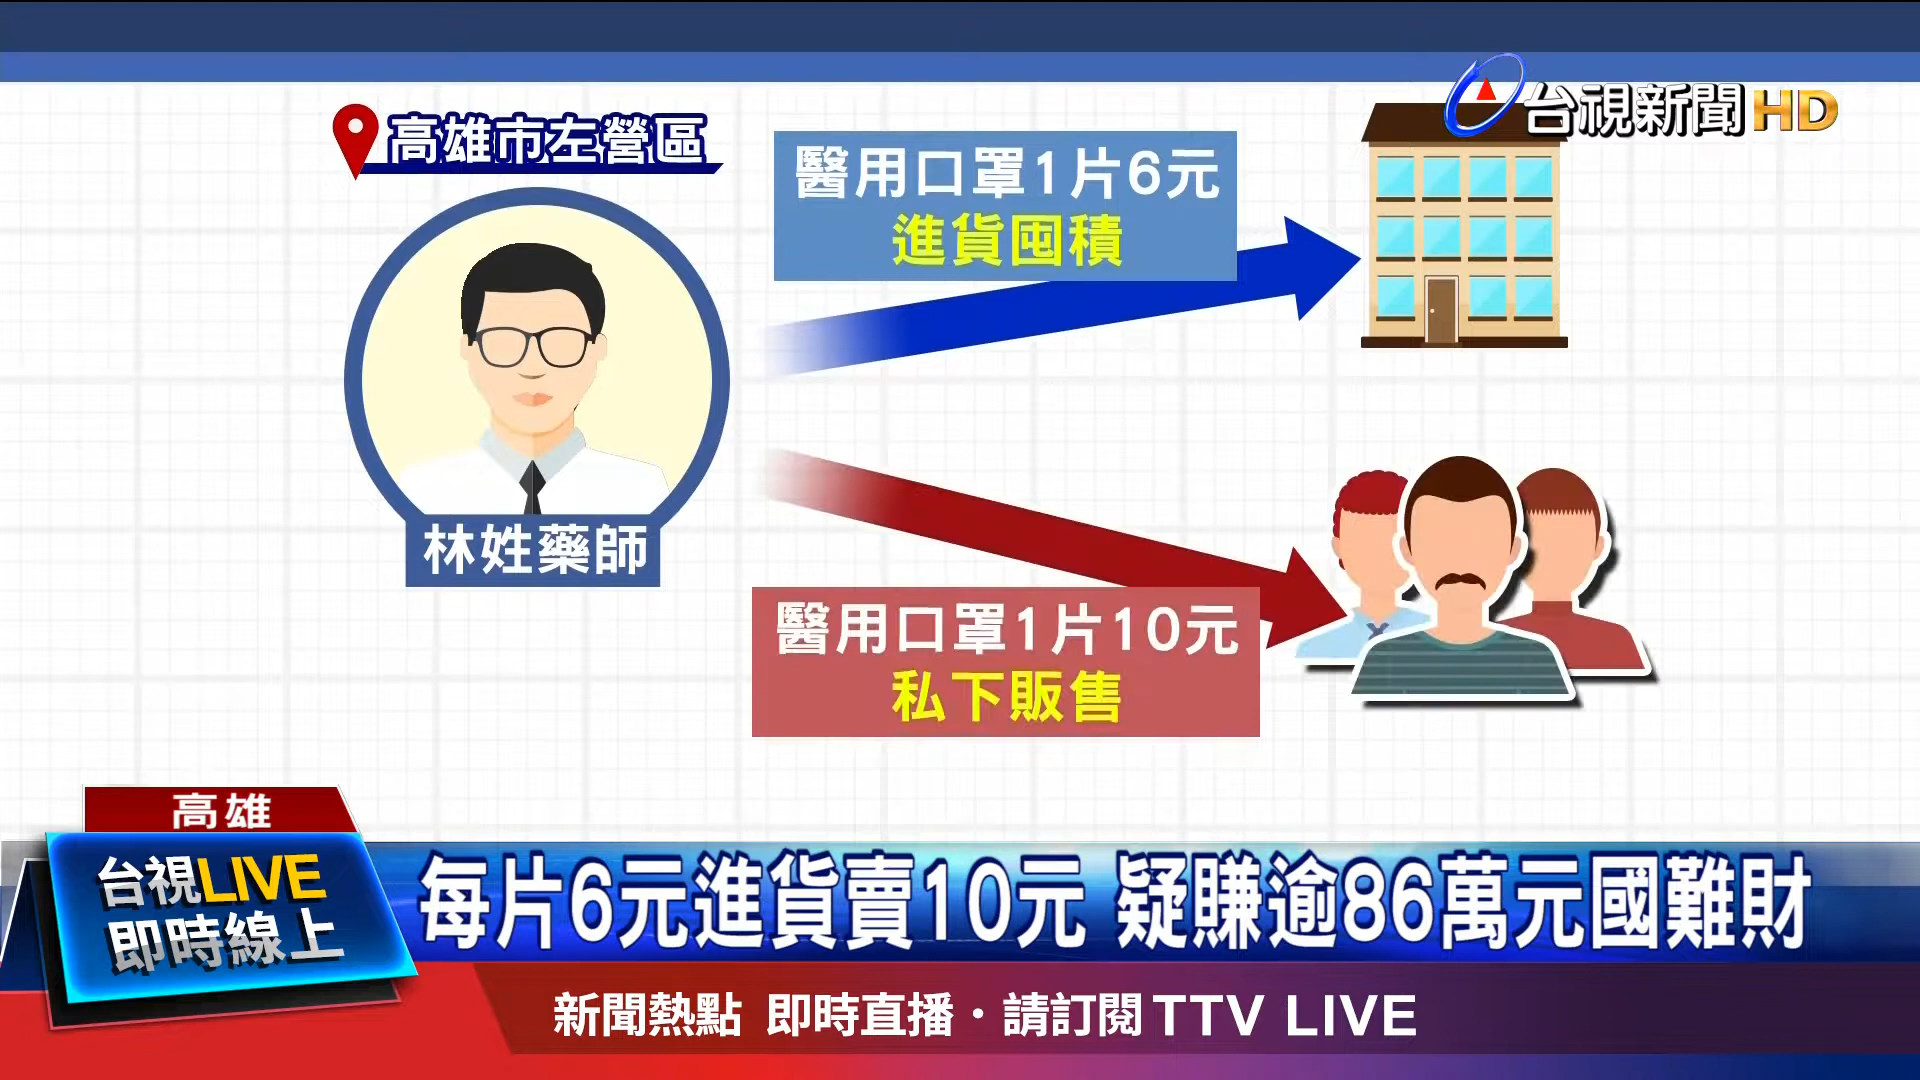 台視新聞HD
高雄市左營區
醫用口罩1片6元
進貨囤積
林姓藥師
醫用口罩1片10元
私下販售
高雄
台視LIVE
即時線上
每片6元進貨賣10元 疑賺逾86萬元國難財
新聞熱點 即時直播・請訂閱TTV LIVE